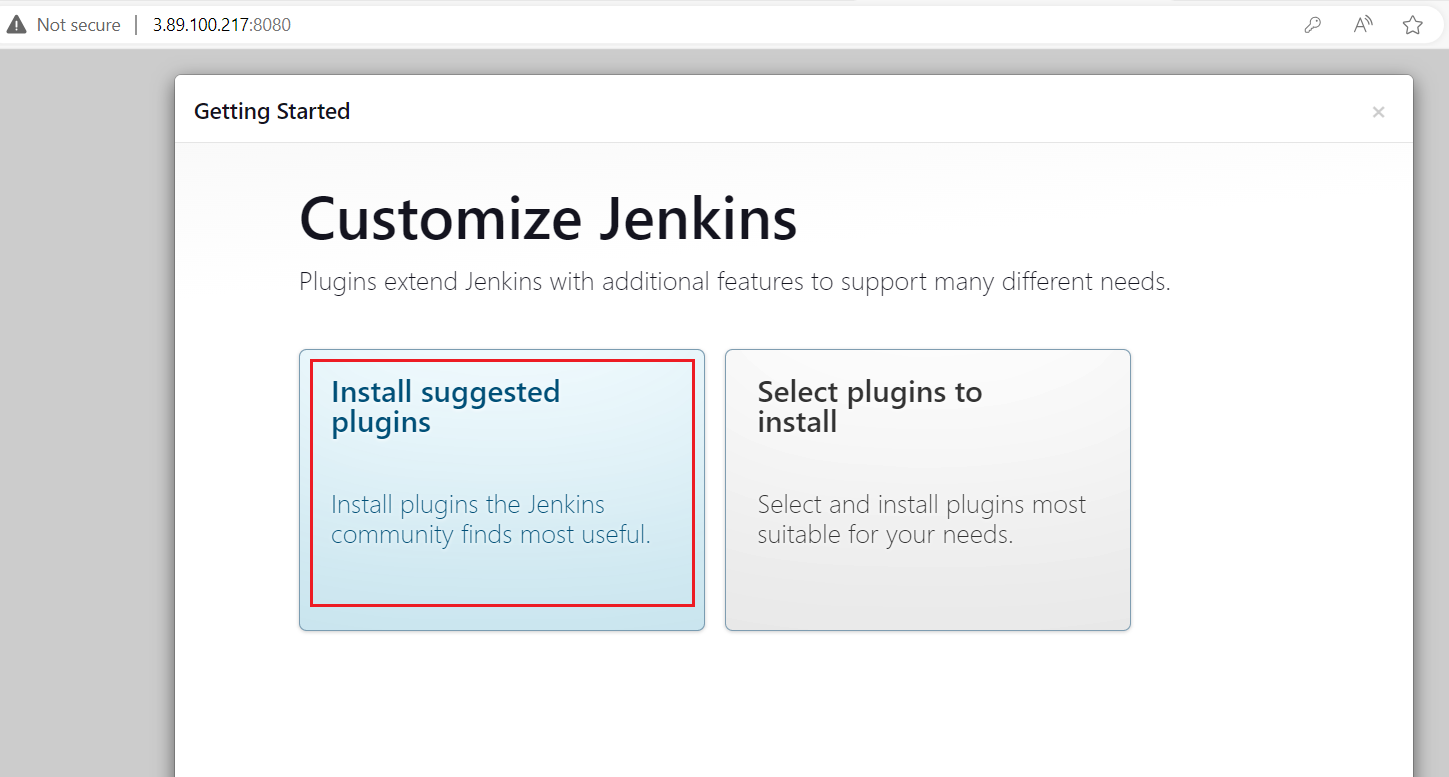 Not secure | 3.89.100.217:8080
Getting Started
×
Customize Jenkins
Plugins extend Jenkins with additional features to support many different needs.
Install suggested
plugins
Install plugins the Jenkins
community finds most useful.
Select plugins to
install
Select and install plugins most
suitable for your needs.